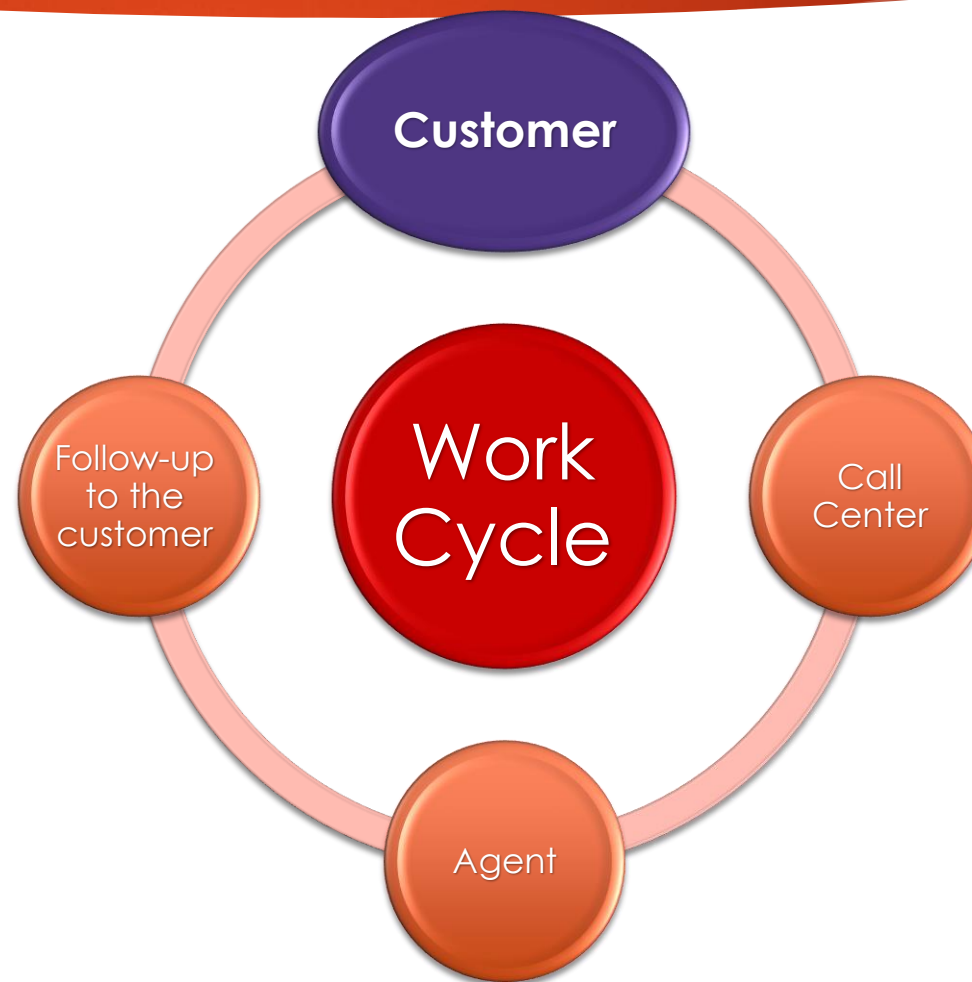 Customer
Follow-up
to the
customer
Work
Cycle
Call
Center
Agent